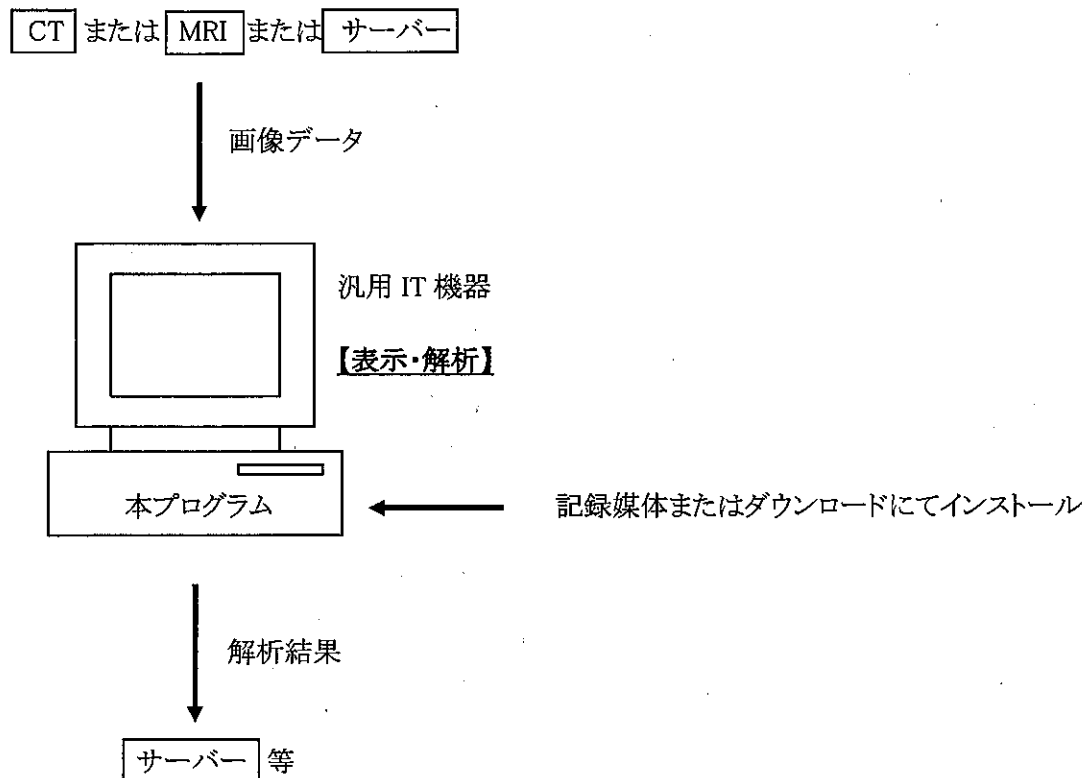 CT または MRI または サーバー
画像データ
汎用 IT 機器
【表示・解析】
本プログラム
記録媒体またはダウンロードにてインストール
解析結果
サーバー 等